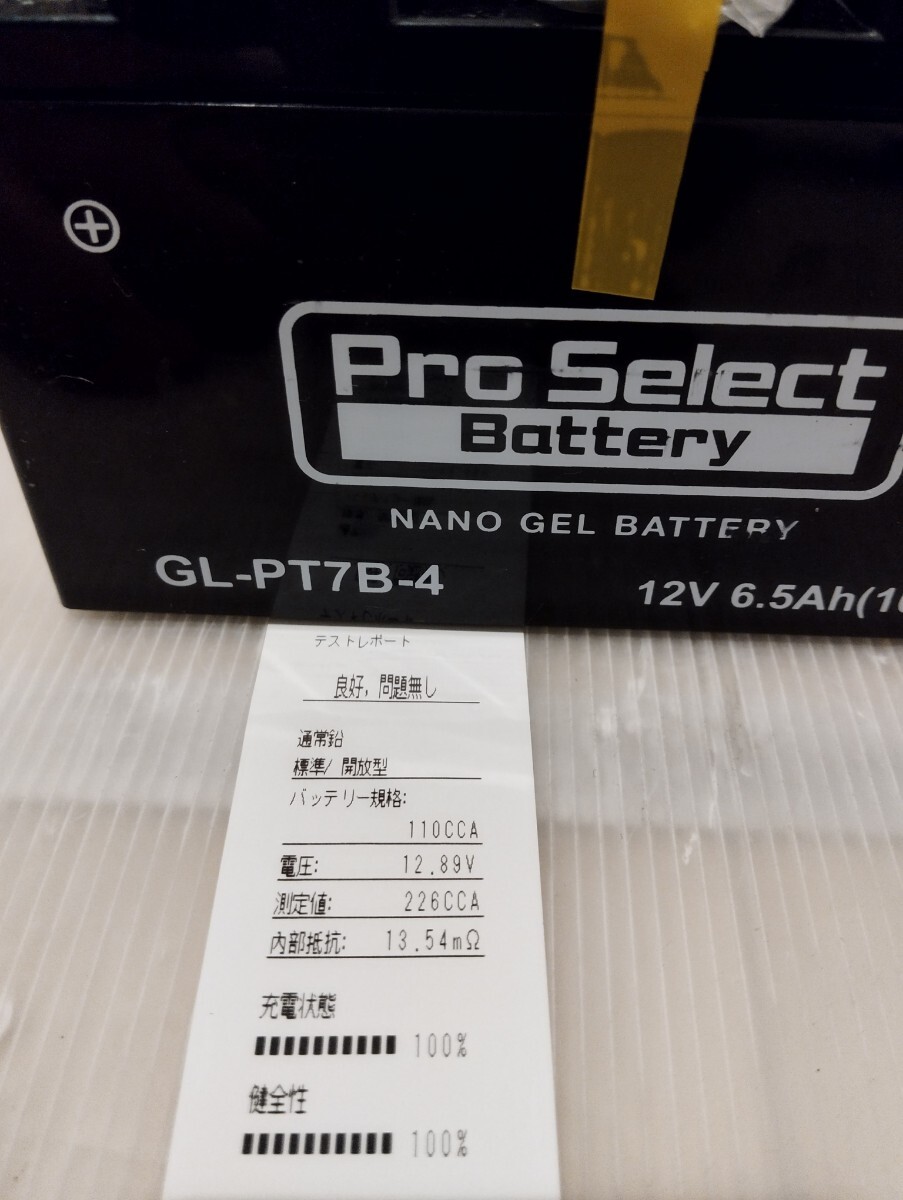 Pro Select
Battery
NANO GEL BATTERY
GL-PT7B-4
12V 6.5Ah(10
テストレポート
良好, 問題無し
通常鉛
標準/ 開放型
バッテリー規格:
110CCA
電圧: 12.89V
測定値: 226CCA
内部抵抗: 13.54mΩ
充電状態
100%
健全性
100%